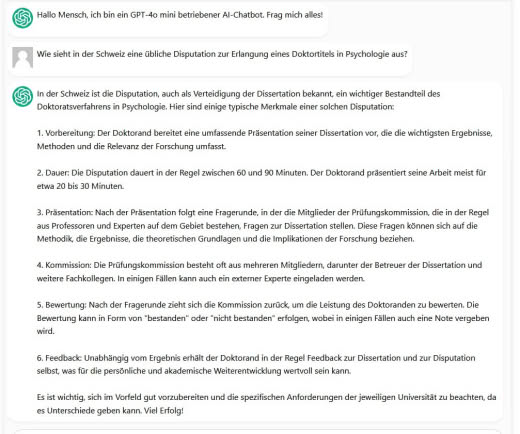 Hallo Mensch, ich bin ein GPT-4o mini betriebener AI-Chatbot. Frag mich alles!
Wie sieht in der Schweiz eine übliche Disputation zur Erlangung eines Doktortitels in Psychologie aus?
In der Schweiz ist die Disputation, auch als Verteidigung der Dissertation bekannt, ein wichtiger Bestandteil des
Doktoratsverfahrens in Psychologie. Hier sind einige typische Merkmale einer solchen Disputation:
1. Vorbereitung: Der Doktorand bereitet eine umfassende Präsentation seiner Dissertation vor, die die wichtigsten Ergebnisse,
Methoden und die Relevanz der Forschung umfasst.
2. Dauer: Die Disputation dauert in der Regel zwischen 60 und 90 Minuten. Der Doktorand präsentiert seine Arbeit meist für
etwa 20 bis 30 Minuten.
3. Präsentation: Nach der Präsentation folgt eine Fragerunde, in der die Mitglieder der Prüfungskommission, die in der Regel
aus Professoren und Experten auf dem Gebiet bestehen, Fragen zur Dissertation stellen. Diese Fragen können sich auf die
Methodik, die Ergebnisse, die theoretischen Grundlagen und die Implikationen der Forschung beziehen.
4. Kommission: Die Prüfungskommission besteht oft aus mehreren Mitgliedern, darunter der Betreuer der Dissertation und
weitere Fachkollegen. In einigen Fällen kann auch ein externer Experte eingeladen werden.
5. Bewertung: Nach der Fragerunde zieht sich die Kommission zurück, um die Leistung des Doktoranden zu bewerten. Die
Bewertung kann in Form von "bestanden" oder "nicht bestanden" erfolgen, wobei in einigen Fällen auch eine Note vergeben
wird.
6. Feedback: Unabhängig vom Ergebnis erhält der Doktorand in der Regel Feedback zur Dissertation und zur Disputation
selbst, was für die persönliche und akademische Weiterentwicklung wertvoll sein kann.
Es ist wichtig, sich im Vorfeld gut vorzubereiten und die spezifischen Anforderungen der jeweiligen Universität zu beachten, da
es Unterschiede geben kann. Viel Erfolg!